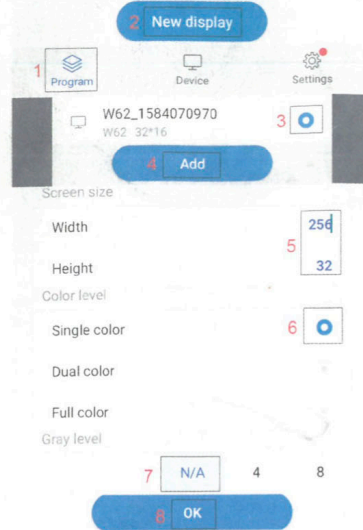 2 New display
1 Program Device Settings
W62_1584070970 3
W62 32*16
4 Add
Screen size
Width 256
5
Height 32
Color level
Single color 6
Dual color
Full color
Gray level
7 N/A 4 8
8 OK